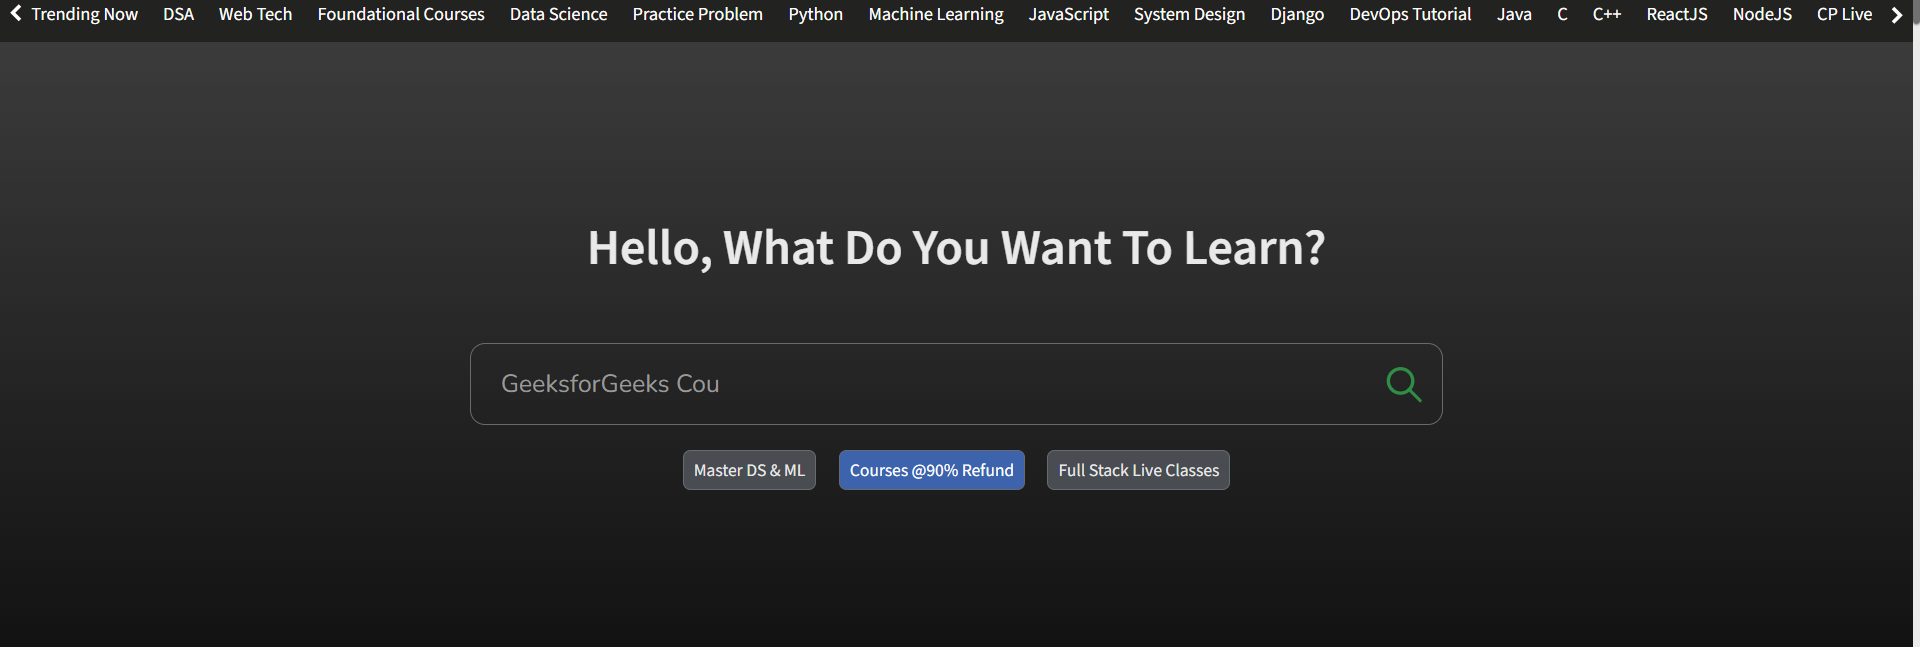 Trending Now DSA Web Tech Foundational Courses Data Science Practice Problem Python Machine Learning JavaScript System Design Django DevOps Tutorial Java C C++ ReactJS NodeJS CP Live
Hello, What Do You Want To Learn?
GeeksforGeeks Cou
Master DS & ML Courses @90% Refund Full Stack Live Classes